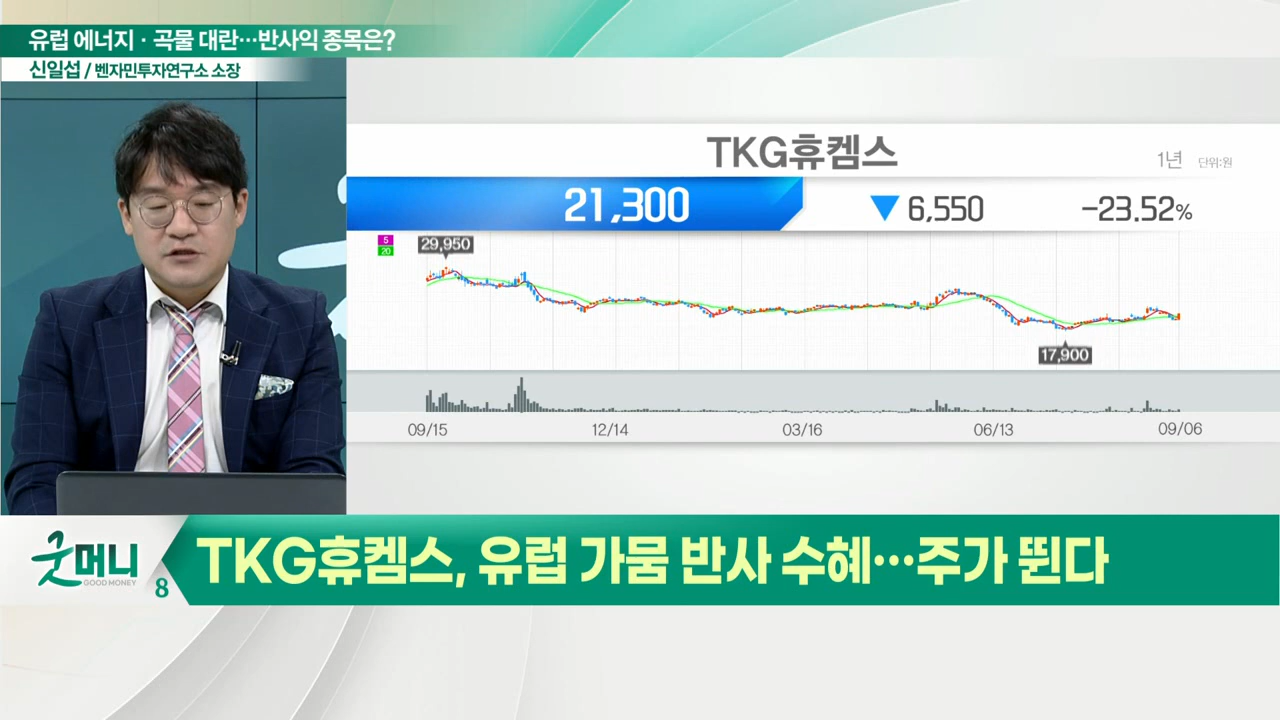 유럽 에너지·곡물 대란…반사익 종목은?
신일섭 / 벤자민투자연구소 소장
TKG휴켐스
1년 단위:원
21,300 ▼ 6,550 -23.52%
5
20
29,950
17,900
09/15 12/14 03/16 06/13 09/06
굿머니
GOOD MONEY
8
TKG휴켐스, 유럽 가뭄 반사 수혜…주가 뛴다